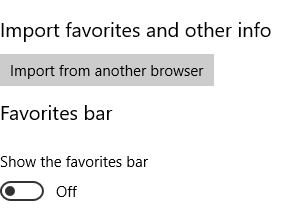 Import favorites and other info
Import from another browser
Favorites bar
Show the favorites bar
Off